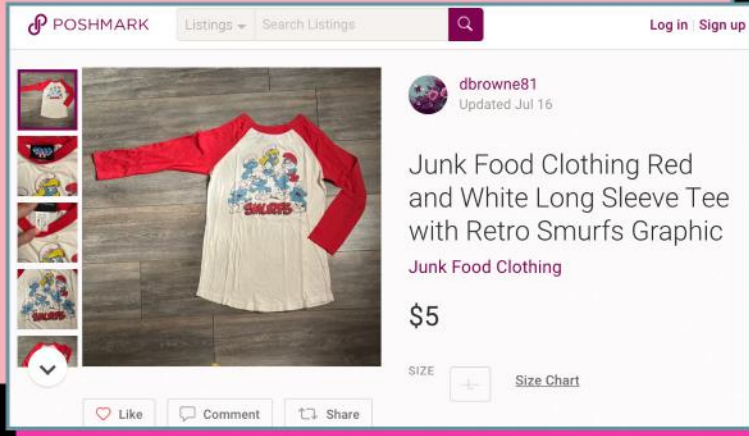 POSHMARK
Listings
Search Listings
Log in | Sign up
dbrowne81
Updated Jul 16
Junk Food Clothing Red
and White Long Sleeve Tee
with Retro Smurfs Graphic
Junk Food Clothing
$5
SIZE
L
Size Chart
SMURFS
Like
Comment
Share